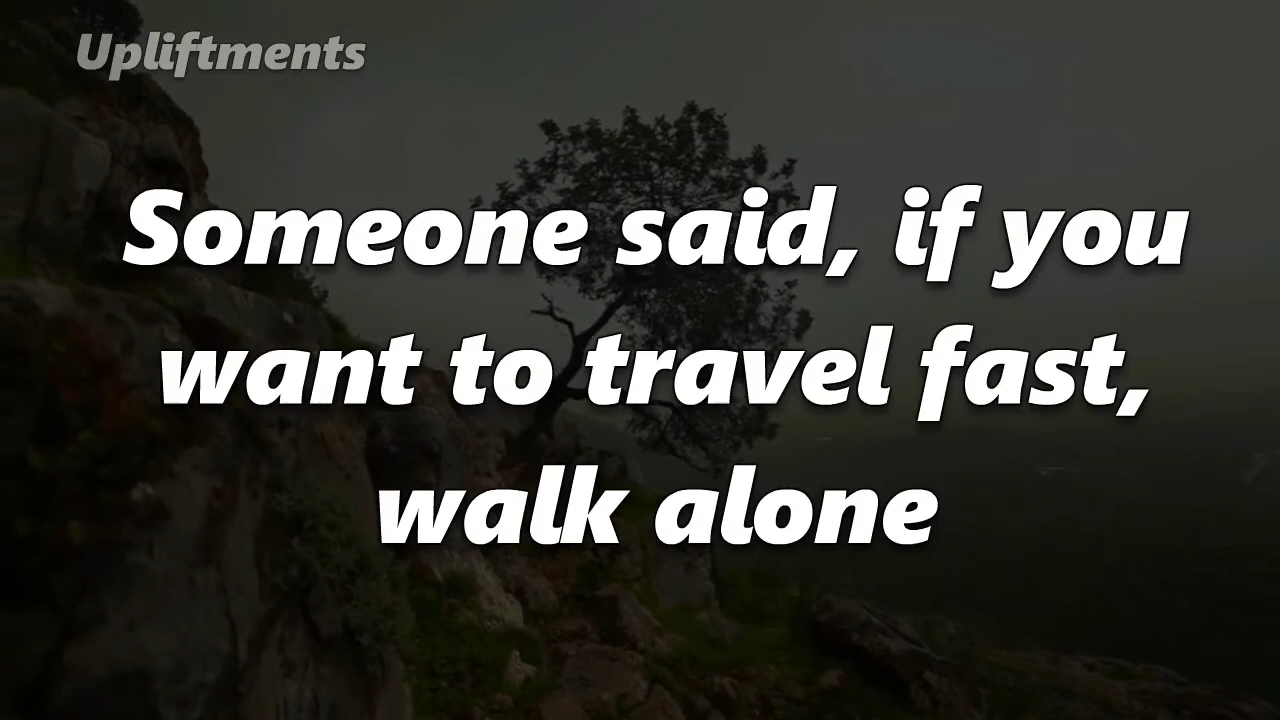 Upliftments
Someone said, if you
want to travel fast,
walk alone